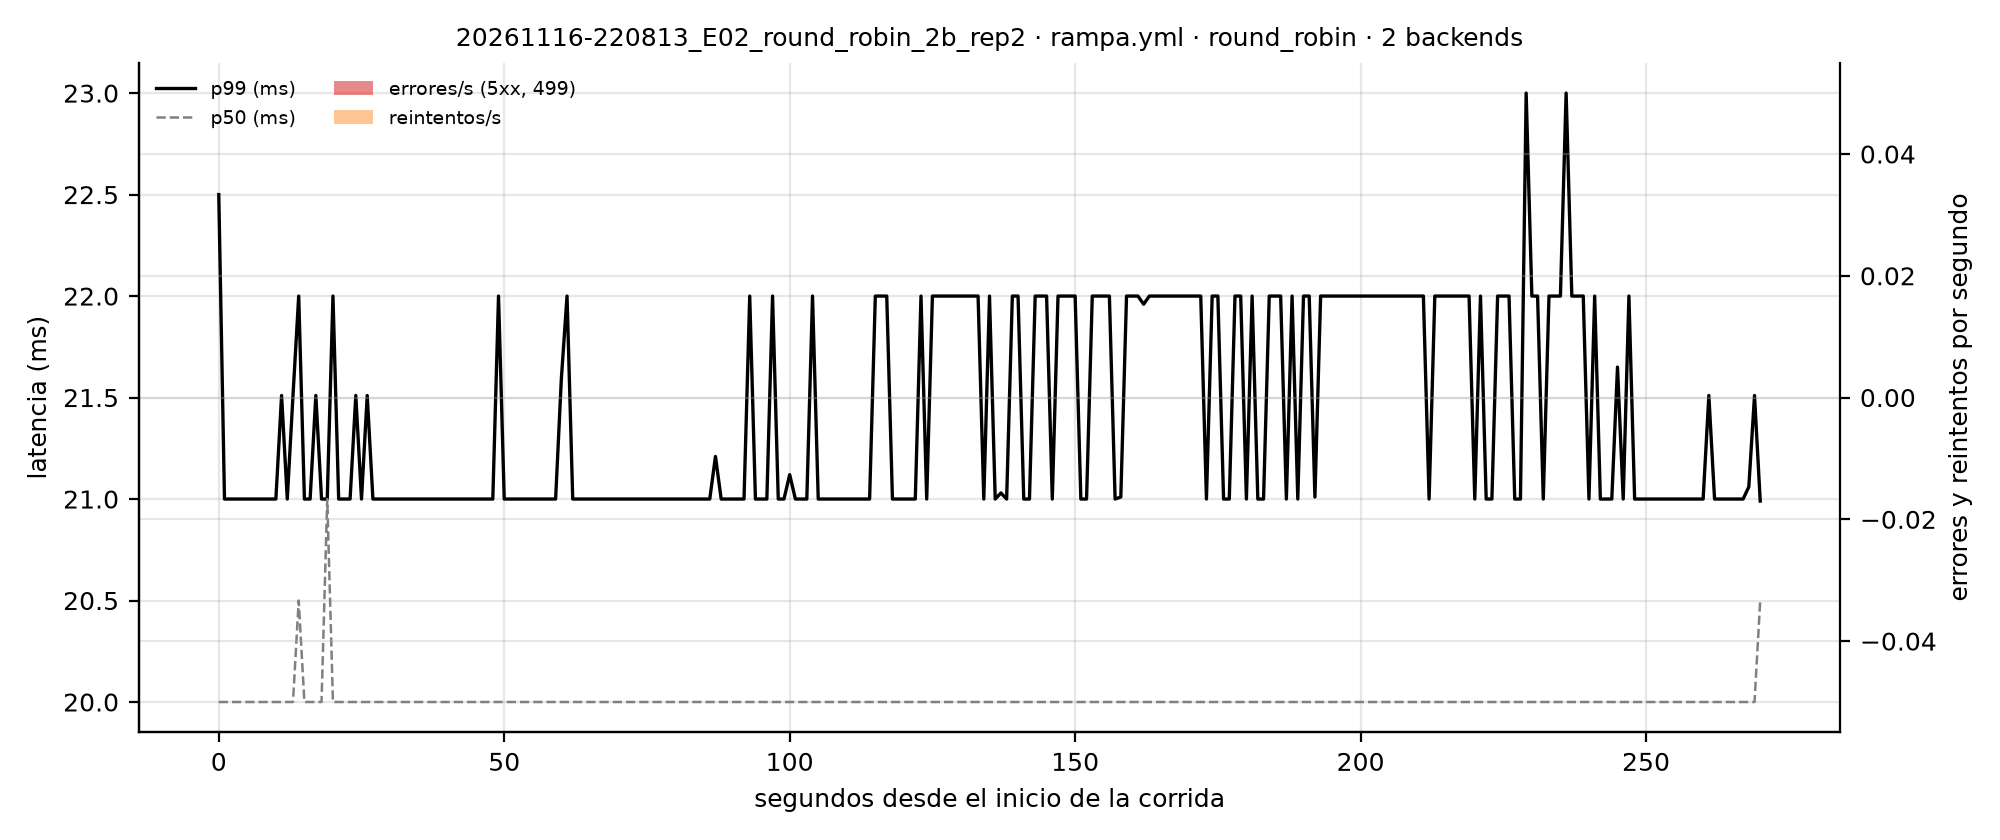 20261116-220813_E02_round_robin_2b_rep2 · rampa.yml · round_robin · 2 backends
p99 (ms)
p50 (ms)
errores/s (5xx, 499)
reintentos/s
latencia (ms)
23.0
22.5
22.0
21.5
21.0
20.5
20.0
0.04
0.02
0.00
−0.02
−0.04
errores y reintentos por segundo
0
50
100
150
200
250
segundos desde el inicio de la corrida